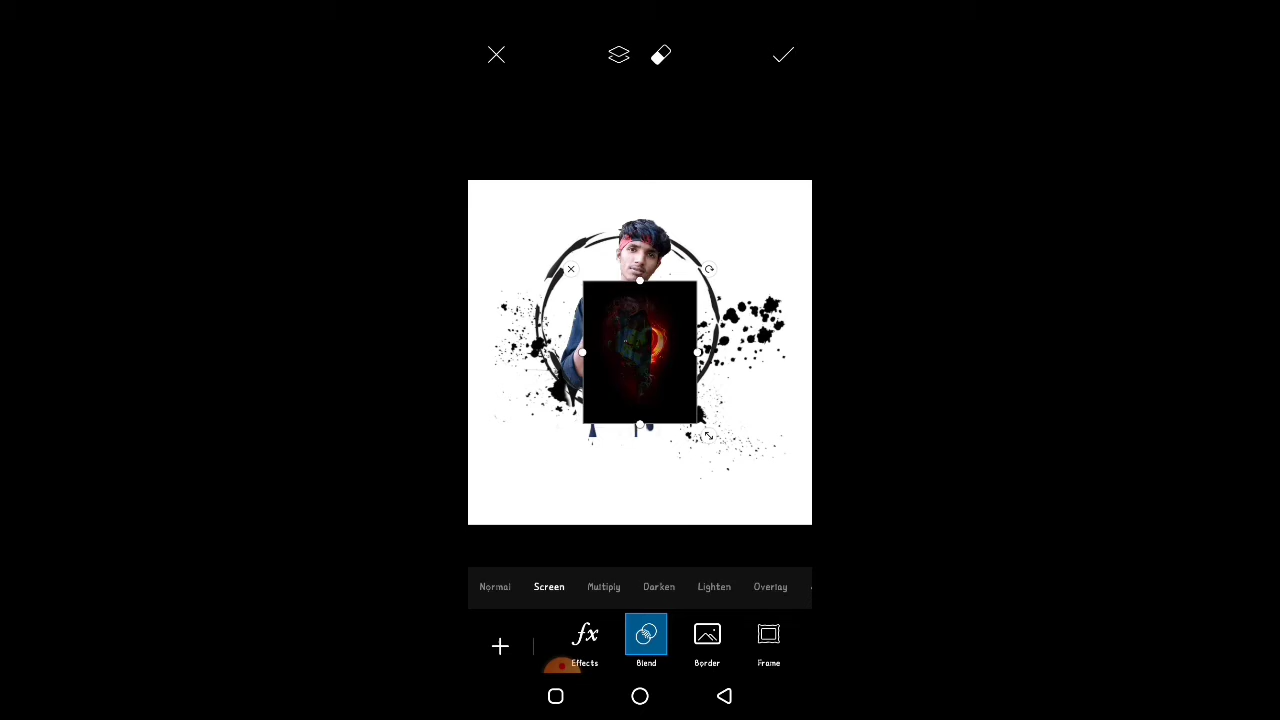 Normal Screen Multiply Darken Lighten Overlay
Effects Blend Border Frame